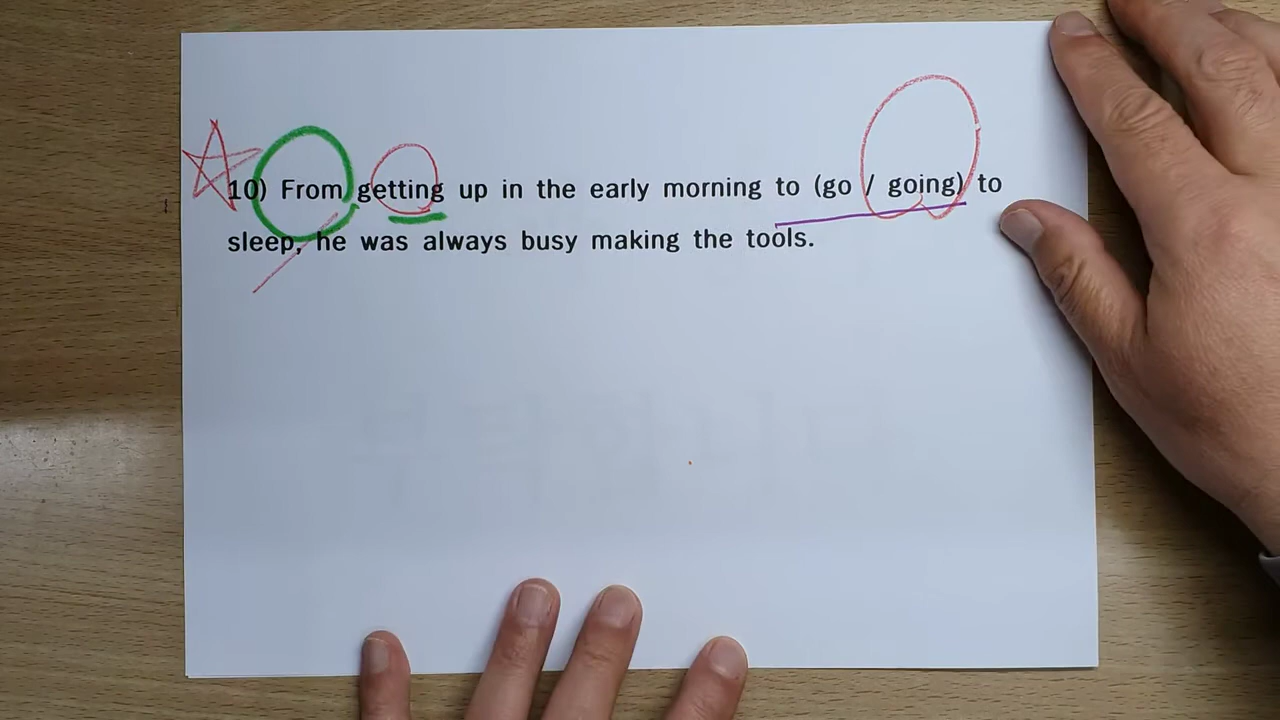 10) From getting up in the early morning to (go / going) to
sleep, he was always busy making the tools.